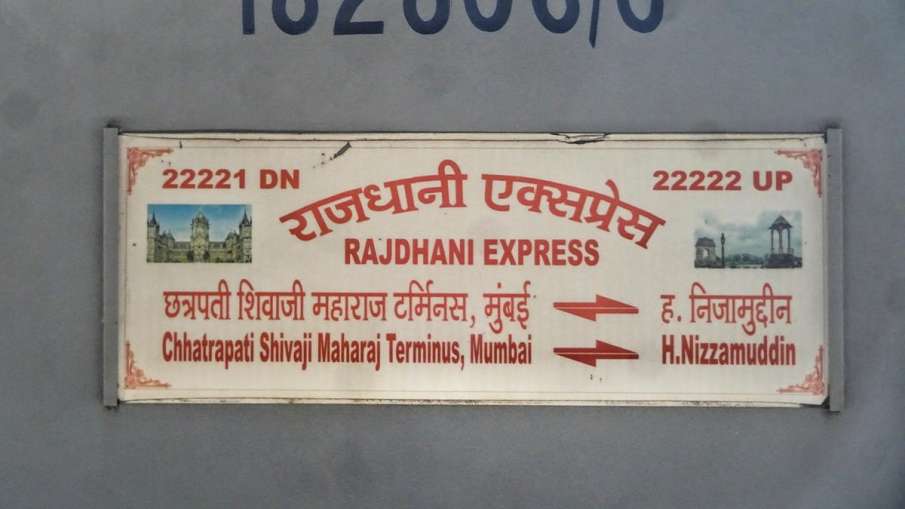 22221 DN
राजधानी एक्सप्रेस
22222 UP
RAJDHANI EXPRESS
छत्रपती शिवाजी महाराज टर्मिनस, मुंबई
ह. निजामुद्दीन
Chhatrapati Shivaji Maharaj Terminus, Mumbai
H.Nizzamuddin